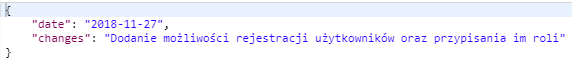 {
"date": "2018-11-27",
"changes": "Dodanie możliwości rejestracji użytkowników oraz przypisania im roli"
}